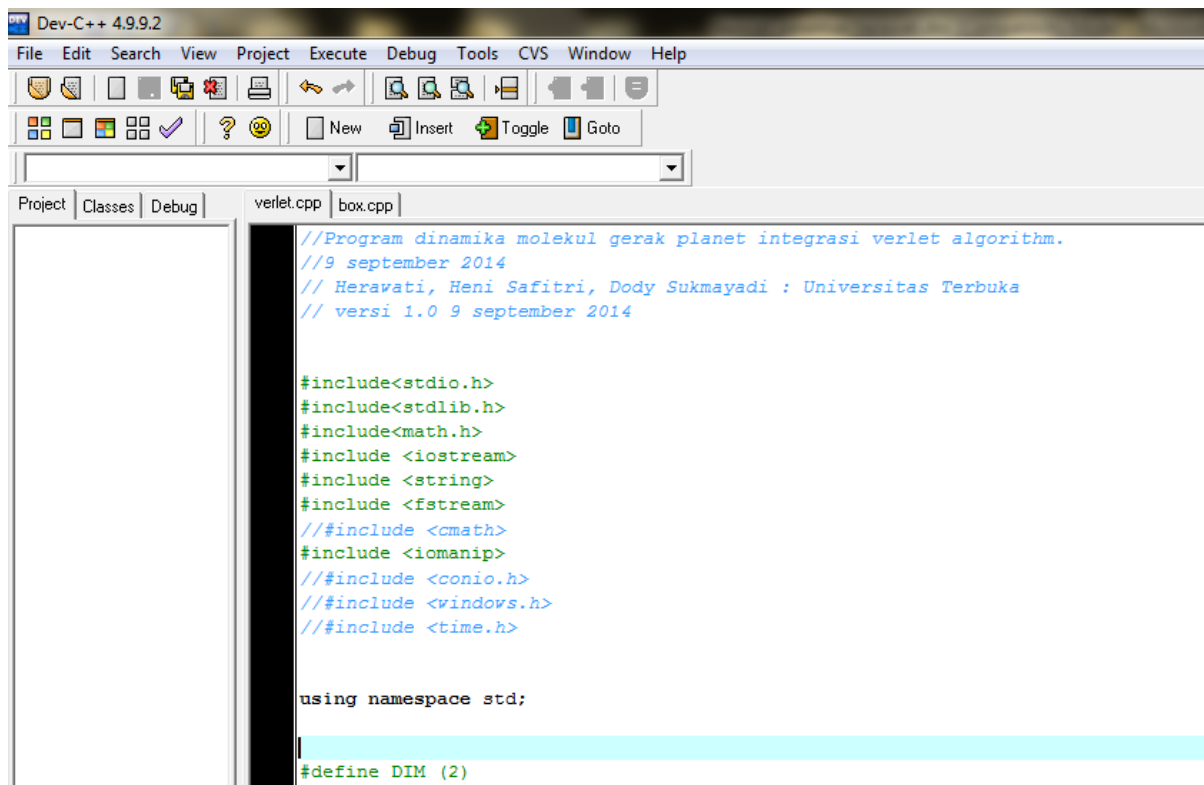 Dev-C++ 4.9.9.2
File Edit Search View Project Execute Debug Tools CVS Window Help
New Insert Toggle Goto
Project Classes Debug verlet.cpp box.cpp
//Program dinamika molekul gerak planet integrasi verlet algorithm.
//9 september 2014
// Herawati, Heni Safitri, Dody Sukmayadi : Universitas Terbuka
// versi 1.0 9 september 2014
#include<stdio.h>
#include<stdlib.h>
#include<math.h>
#include <iostream>
#include <string>
#include <fstream>
//#include <cmath>
#include <iomanip>
//#include <conio.h>
//#include <windows.h>
//#include <time.h>
using namespace std;
#define DIM (2)